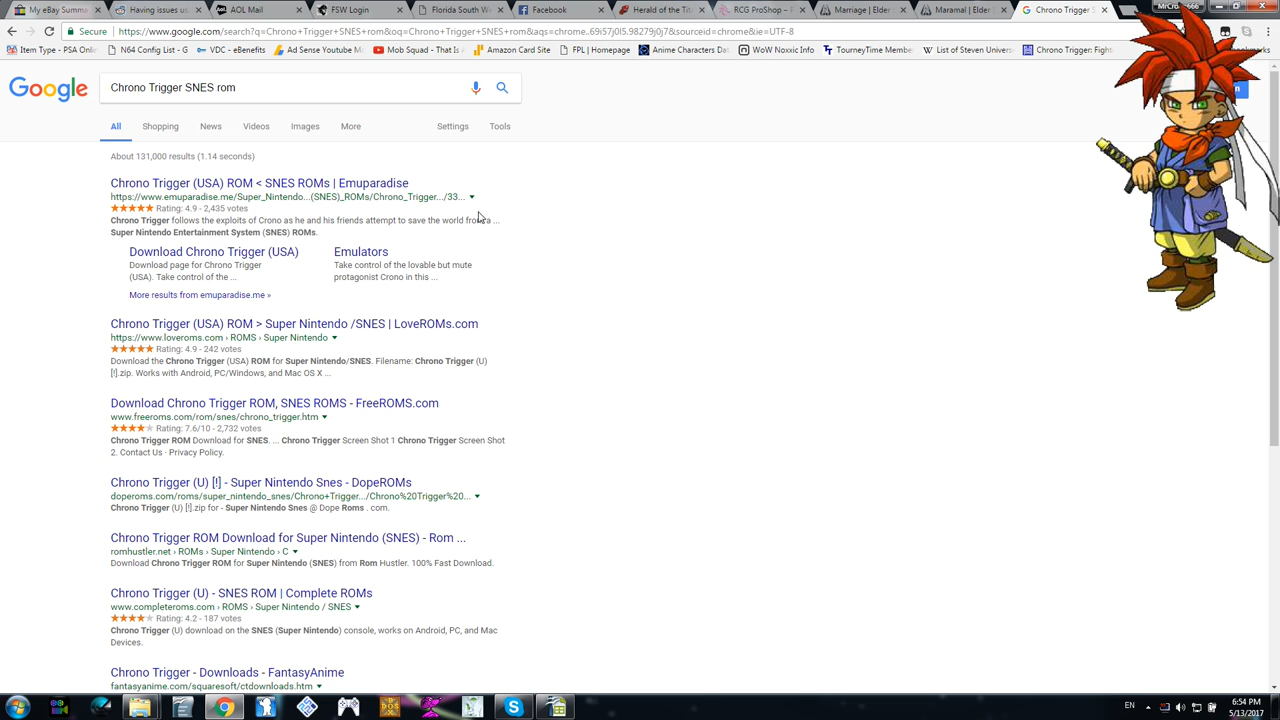 My eBay Summa
Having issues us
AOL Mail
FSW Login
Florida South W
Facebook
Herald of the Tita
RCG ProShop - F
Marriage | Elder
Maramal | Elder S
Chrono Trigger S
Secure
https://www.google.com/search?q=Chrono+Trigger+SNES+rom&oq=Chrono+Trigger+SNES+rom&aqs=chrome..69i57j0l5.98279j0j7&sourceid=chrome&ie=UTF-8
Item Type - PSA Onli
N64 Config List - G
VDC - eBenefits
Ad Sense Youtube Mo
Mob Squad - 0
Amazon Card Site
FPL | Homepage
Anime Characters Da
WoW Noxxic Info
TourneyTime Member
List of Steven Univers
Chrono Trigger: Fight
Google
Chrono Trigger SNES rom
All
Shopping
News
Videos
Images
More
Settings
Tools
About 131,000 results (1.14 seconds)
Chrono Trigger (USA) ROM < SNES ROMs | Emuparadise
https://www.emuparadise.me/Super_Nintendo...(SNES)_ROMs/Chrono_Trigger.../33...
Rating: 4.9 - 2,435 votes
Chrono Trigger follows the exploits of Crono as he and his friends attempt to save the world from a ...
Super Nintendo Entertainment System (SNES) ROMs.
Download Chrono Trigger (USA)
Download page for Chrono Trigger
(USA). Take control of the ...
Emulators
Take control of the lovable but mute
protagonist Crono in this ...
More results from emuparadise.me »
Chrono Trigger (USA) ROM > Super Nintendo /SNES | LoveROMs.com
https://www.loveroms.com › ROMS › Super Nintendo
Rating: 4.9 - 242 votes
Download the Chrono Trigger (USA) ROM for Super Nintendo/SNES. Filename: Chrono Trigger (U)
[!].zip. Works with Android, PC/Windows, and Mac OS X ...
Download Chrono Trigger ROM, SNES ROMS - FreeROMS.com
www.freeroms.com/rom/snes/chrono_trigger.htm
Rating: 7.6/10 - 2,732 votes
Chrono Trigger ROM Download for SNES. ... Chrono Trigger Screen Shot 1 Chrono Trigger Screen Shot
2. Contact Us · Privacy Policy.
Chrono Trigger (U) [!] - Super Nintendo Snes - DopeROMs
doperoms.com/roms/super_nintendo_snes/Chrono+Trigger.../Chrono%20Trigger%20...
Chrono Trigger (U) [!].zip for - Super Nintendo Snes @ Dope Roms . com.
Chrono Trigger ROM Download for Super Nintendo (SNES) - Rom ...
romhustler.net › ROMs › Super Nintendo › C
Download Chrono Trigger ROM for Super Nintendo (SNES) from Rom Hustler. 100% Fast Download.
Chrono Trigger (U) - SNES ROM | Complete ROMs
www.completeroms.com › ROMS › Super Nintendo / SNES
Rating: 4.2 - 187 votes
Chrono Trigger (U) download on the SNES (Super Nintendo) console, works on Android, PC, and Mac
Devices.
Chrono Trigger - Downloads - FantasyAnime
fantasyanime.com/squaresoft/ctdownloads.htm
EN
6:54 PM
5/13/2017